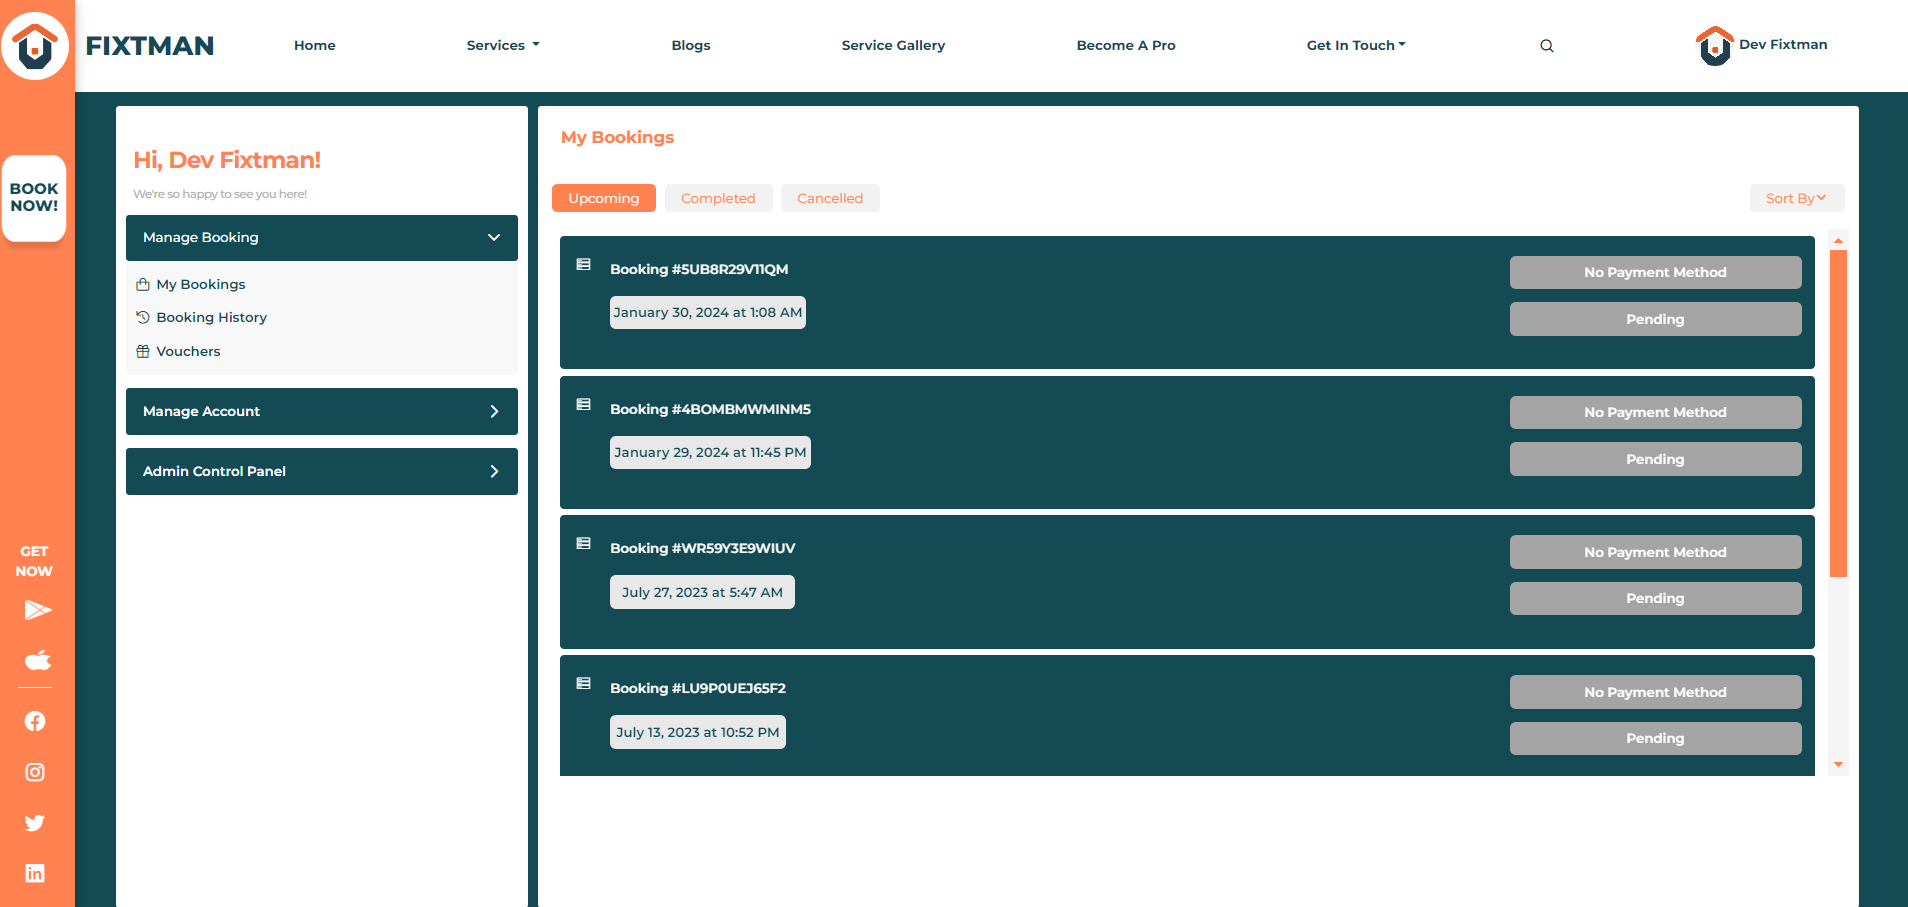 FIXTMAN
Home
Services
Blogs
Service Gallery
Become A Pro
Get In Touch
Dev Fixtman
BOOK
NOW!
GET
NOW
Hi, Dev Fixtman!
We're so happy to see you here!
Manage Booking
My Bookings
Booking History
Vouchers
Manage Account
Admin Control Panel
My Bookings
Upcoming
Completed
Cancelled
Sort By
Booking #5UB8R29V11QM
January 30, 2024 at 1:08 AM
No Payment Method
Pending
Booking #4BOMBMWMINM5
January 29, 2024 at 11:45 PM
No Payment Method
Pending
Booking #WR59Y3E9WIUV
July 27, 2023 at 5:47 AM
No Payment Method
Pending
Booking #LU9P0UEJ65F2
July 13, 2023 at 10:52 PM
No Payment Method
Pending